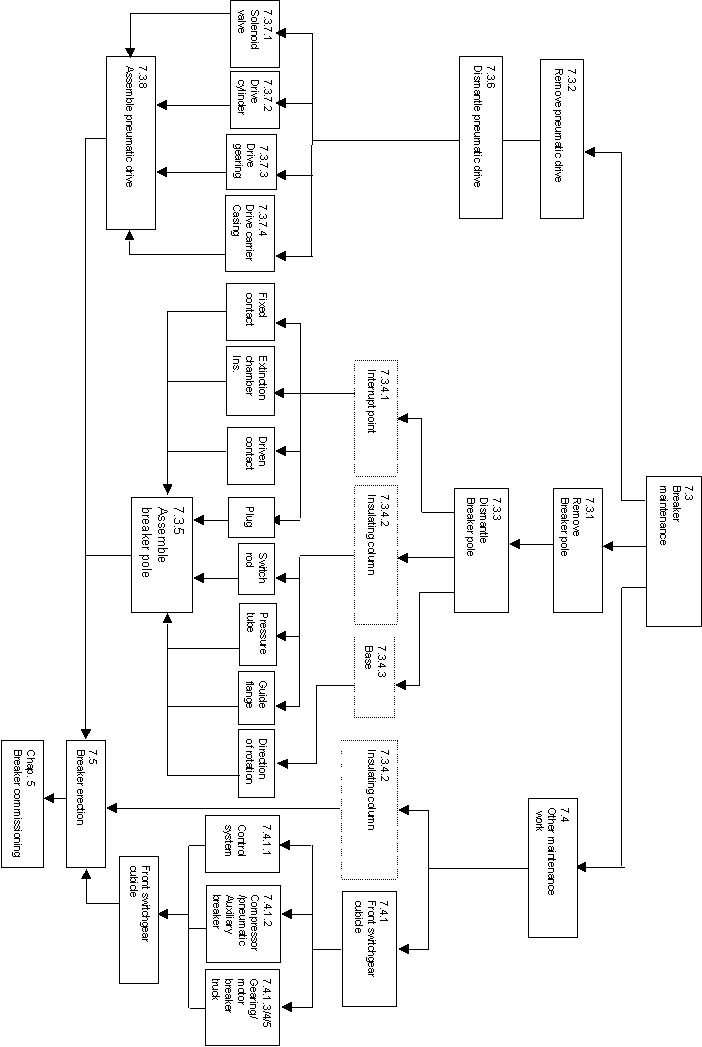 7.3
Breaker
maintenance
7.3.2
Remove pneumatic drive
7.3.1
Remove
Breaker pole
7.4
Other maintenance
work
7.3.6
Dismantle pneumatic drive
7.3.3
Dismantle
Breaker pole
7.3.4.1
Interrupt point
7.3.4.2
Insulating column
7.3.4.3
Base
7.3.4.2
Insulating column
7.4.1
Front switchgear
cubicle
7.3.7.1
Solenoid
valve
7.3.7.2
Drive
cylinder
7.3.7.3
Drive
gearing
7.3.7.4
Drive carrier
Casing
Fixed
contact
Extinction
chamber
Ins.
Driven
contact
Plug
Switch
rod
Pressure
tube
Guide
flange
Direction
of rotation
7.4.1.1
Control
system
7.4.1.2
Compressor
/pneumatic
Auxiliary
breaker
7.4.1.3/4/5
Gearing/
motor
breaker
truck
7.3.8
Assemble pneumatic drive
7.3.5
Assemble
breaker pole
Front switchgear
cubicle
7.5
Breaker erection
Chap. 5
Breaker commissioning